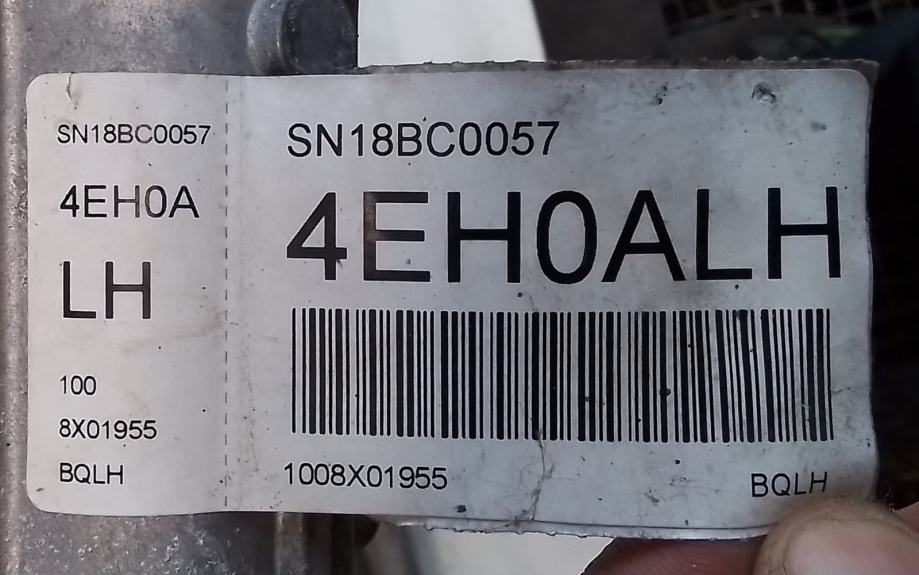 SN18BC0057
4EH0A
LH
100
8X01955
BQLH
SN18BC0057
4EH0ALH
1008X01955
BQLH